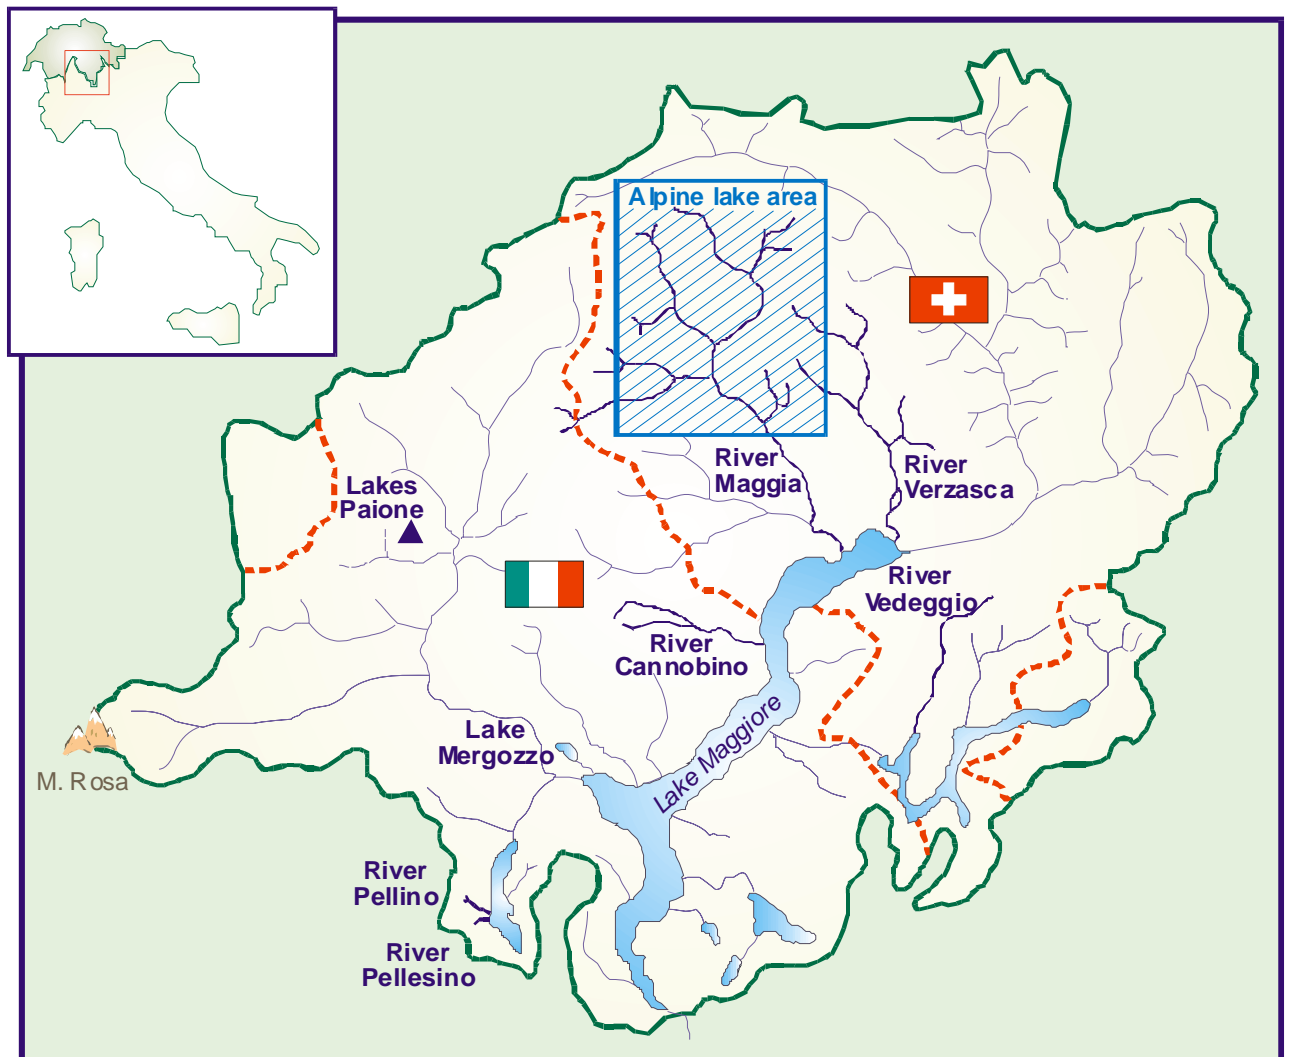 Alpine lake area
River
Maggia
River
Verzasca
Lakes
Paione
River
Vedeggio
River
Cannobino
Lake
Mergozzo
Lake Maggiore
M. Rosa
River
Pellino
River
Pellesino